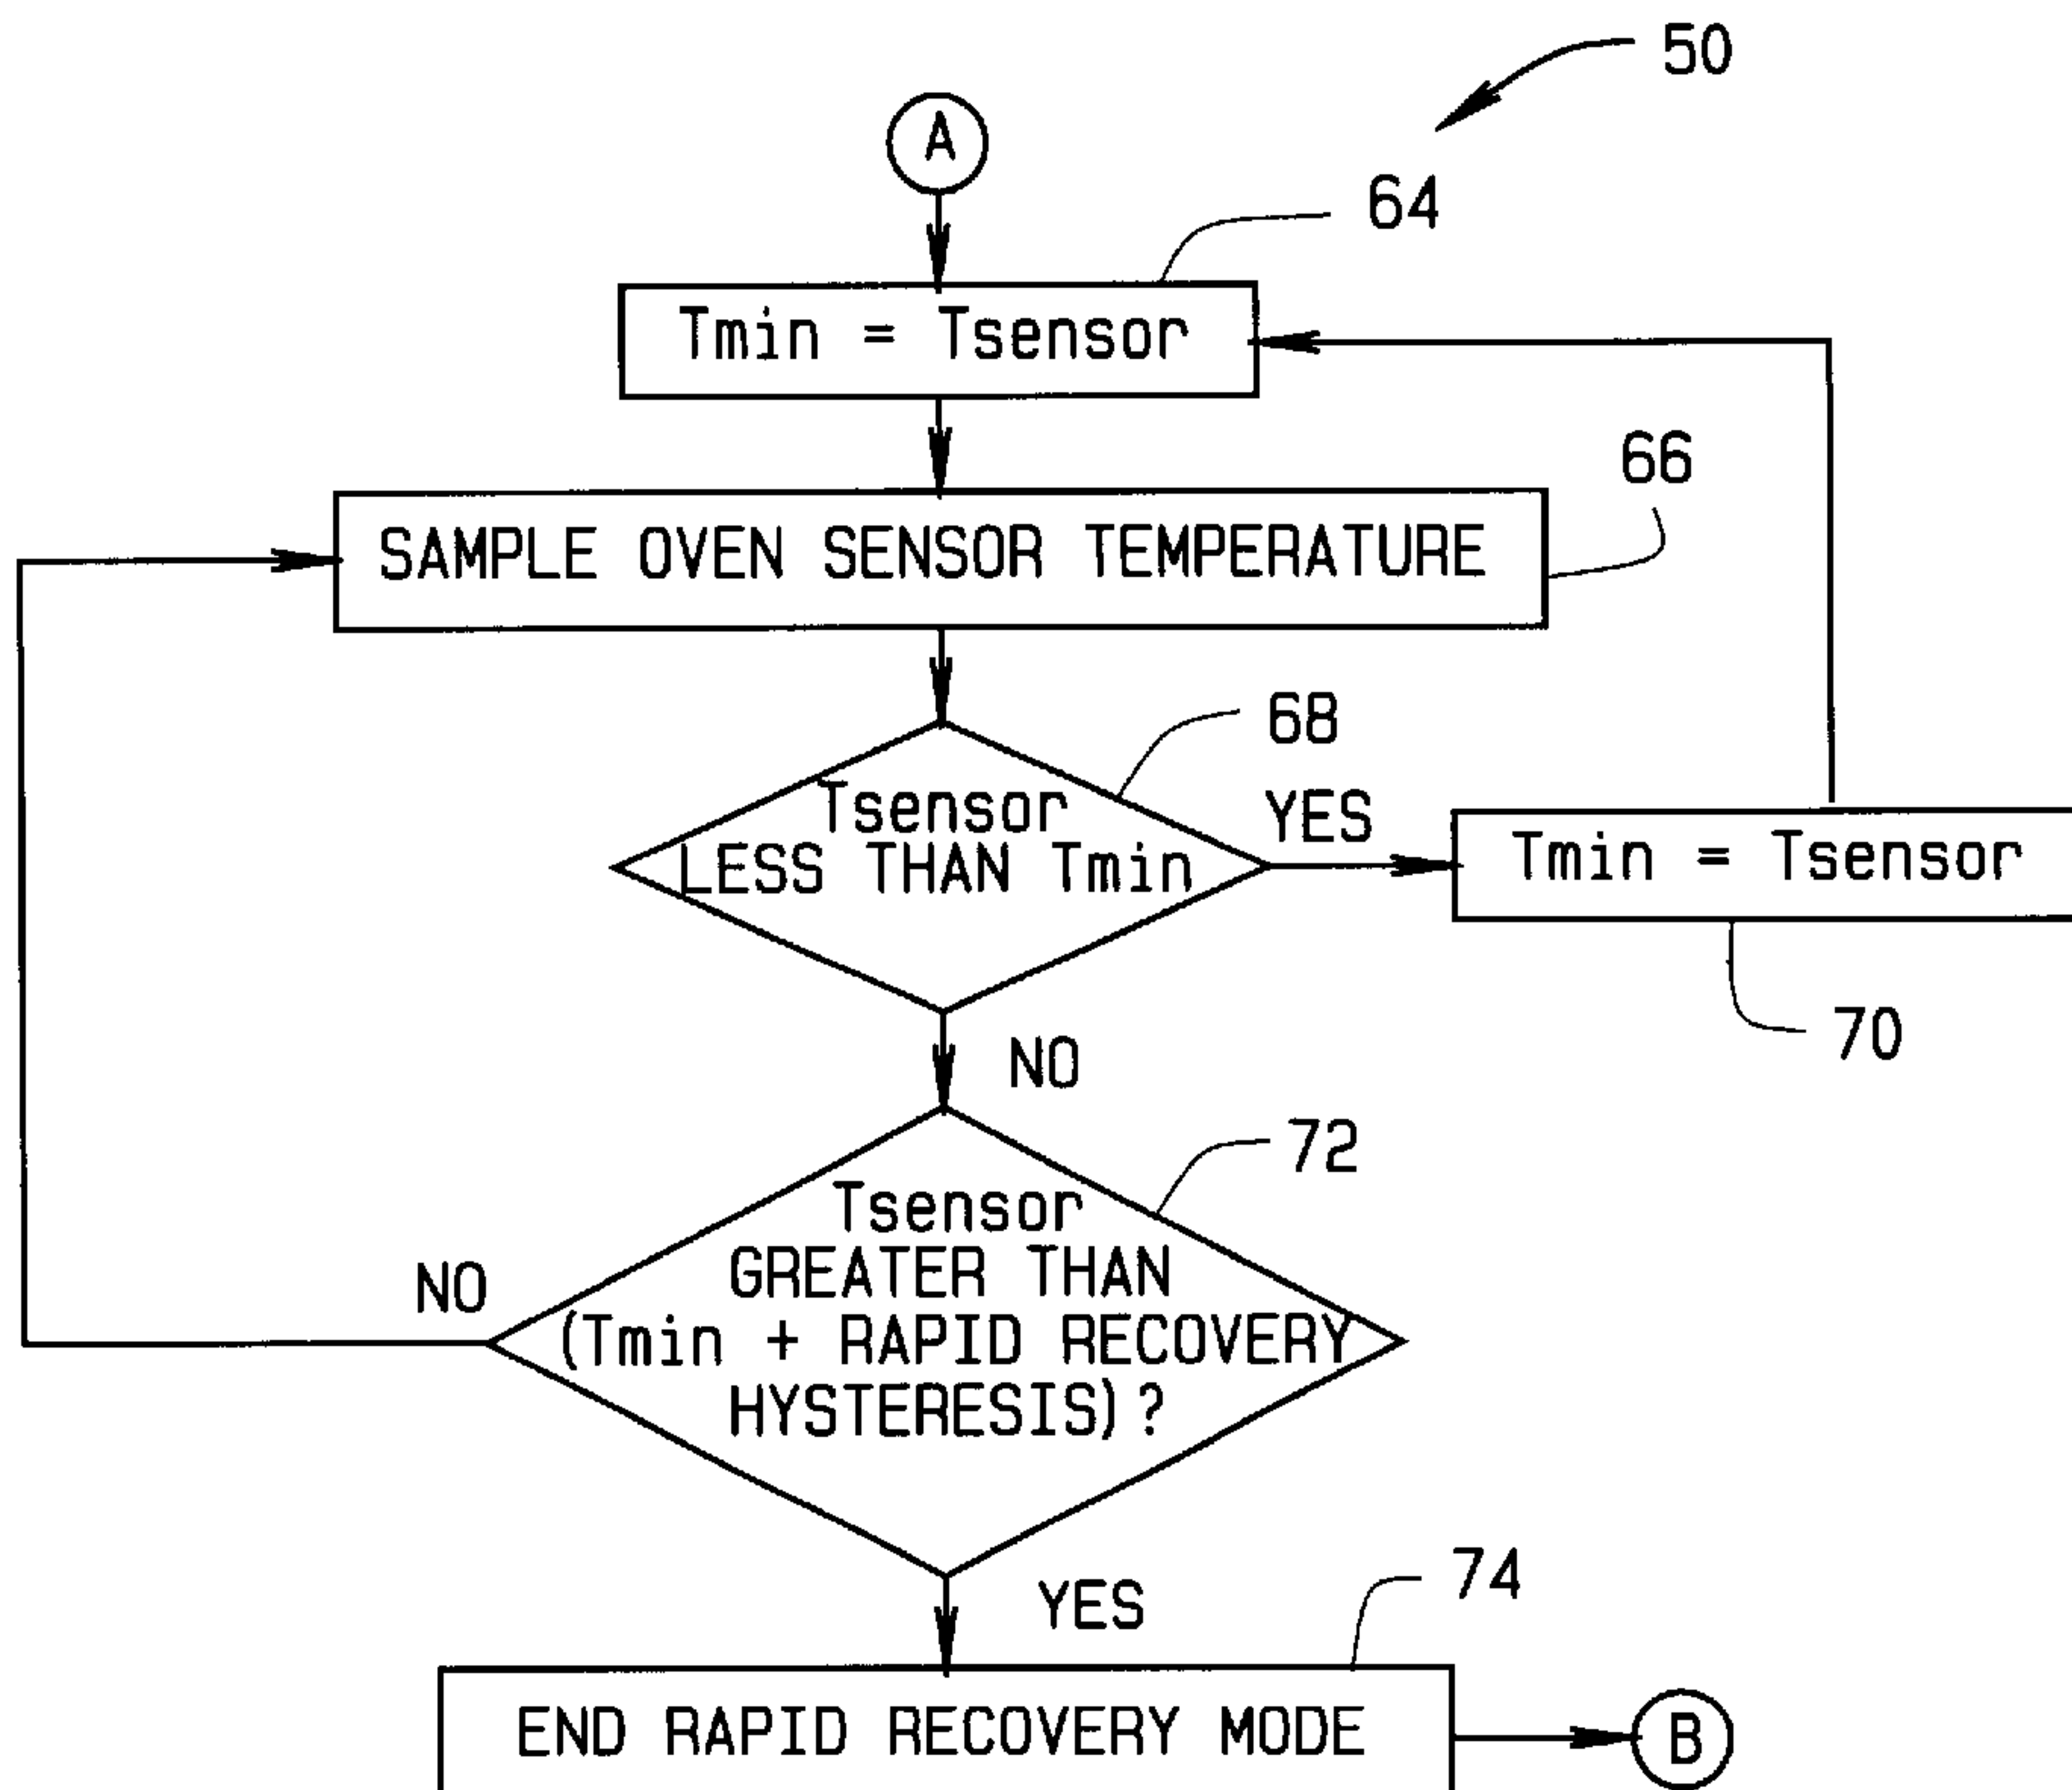 50
A
64
Tmin = Tsensor
66
SAMPLE OVEN SENSOR TEMPERATURE
68
Tsensor
LESS THAN Tmin
YES
Tmin = Tsensor
70
NO
72
Tsensor
GREATER THAN
(Tmin + RAPID RECOVERY
HYSTERESIS)?
NO
YES
74
END RAPID RECOVERY MODE
B